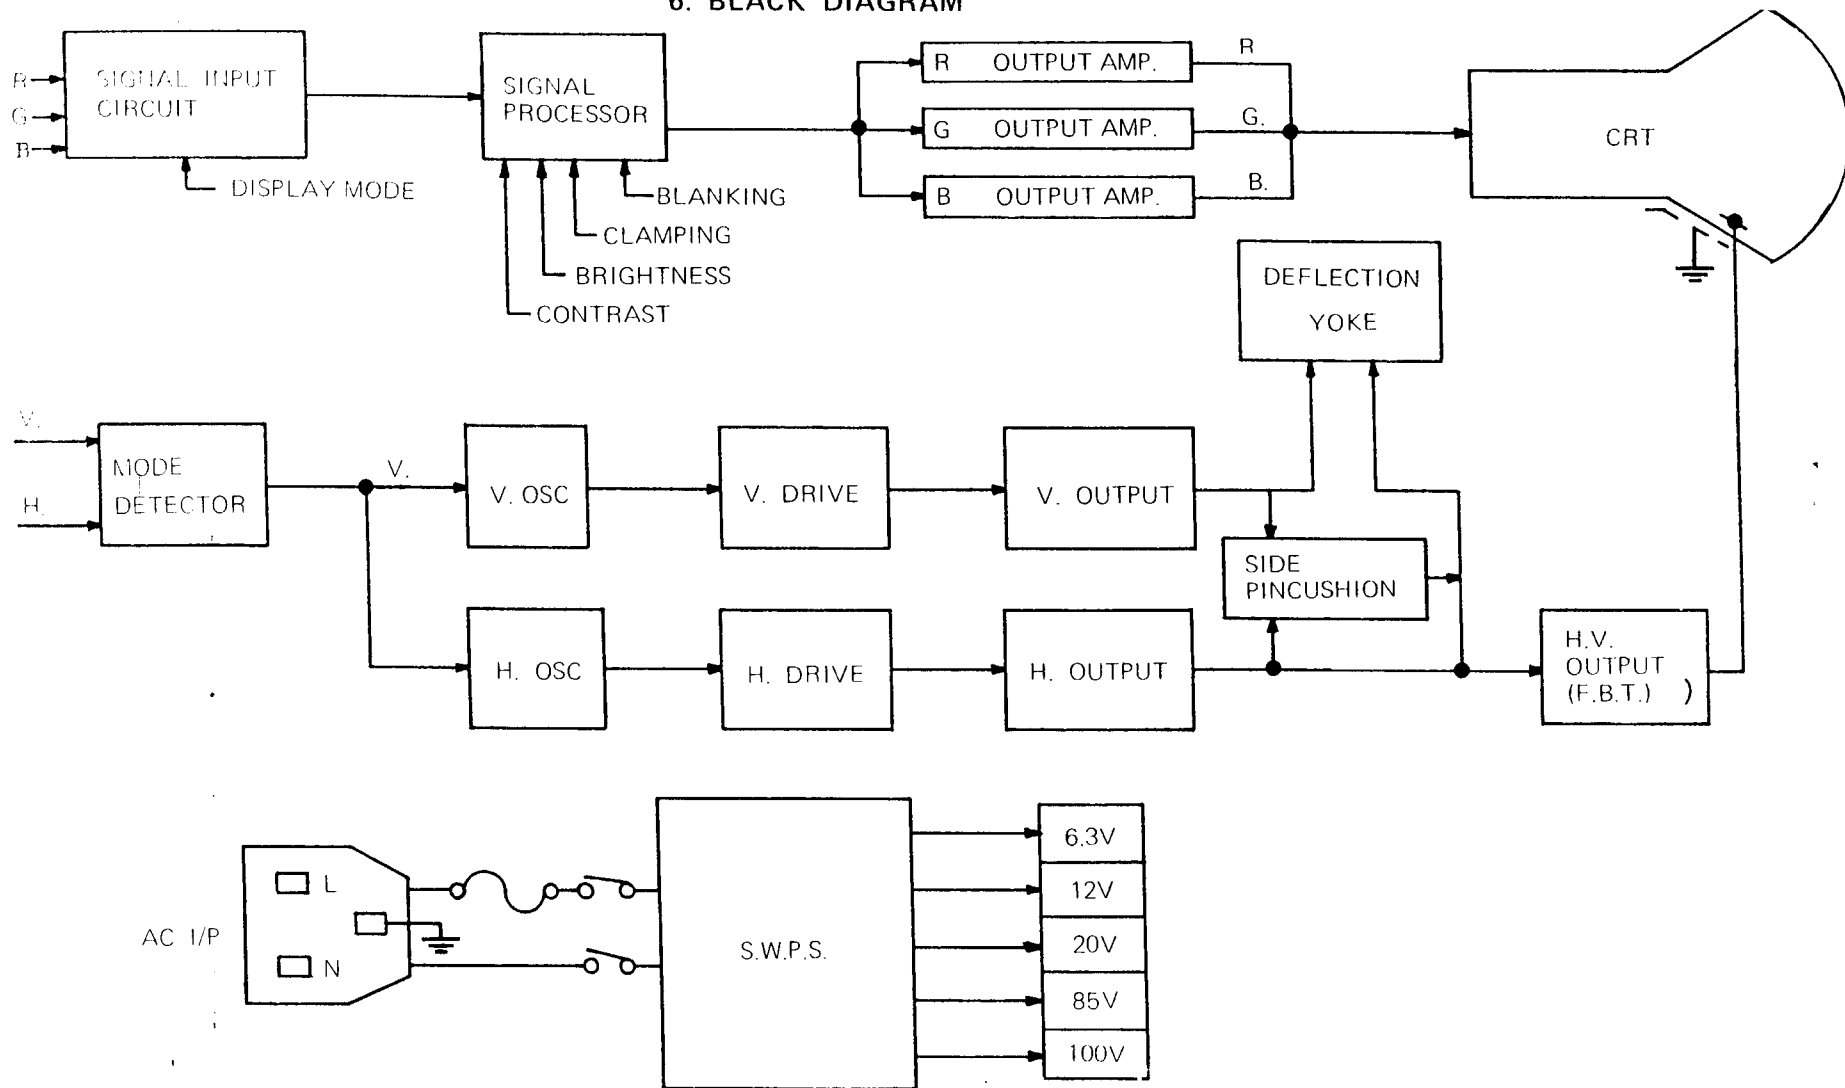 6. BLACK DIAGRAM
R
G
B
SIGNAL INPUT
CIRCUIT
DISPLAY MODE
SIGNAL
PROCESSOR
BLANKING
CLAMPING
BRIGHTNESS
CONTRAST
R OUTPUT AMP.
G OUTPUT AMP.
B OUTPUT AMP.
R
G.
B.
CRT
DEFLECTION
YOKE
V.
H.
MODE
DETECTOR
V.
V. OSC
V. DRIVE
V. OUTPUT
SIDE
PINCUSHION
H. OSC
H. DRIVE
H. OUTPUT
H.V.
OUTPUT
(F.B.T.) )
AC I/P
L
N
S.W.P.S.
6.3V
12V
20V
85V
100V